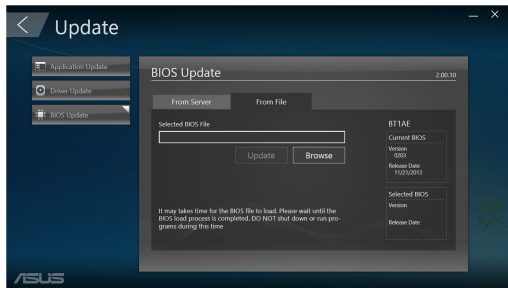 Update
Application Update
Driver Update
BIOS Update
BIOS Update
2.00.10
From Server
From File
Selected BIOS File
Update
Browse
It may takes time for the BIOS file to load. Please wait until the
BIOS load process is completed. DO NOT shut down or run pro-
grams during this time
BT1AE
Current BIOS
Version
0203
Release Date
11/21/2013
Selected BIOS
Version
Release Date
ASUS